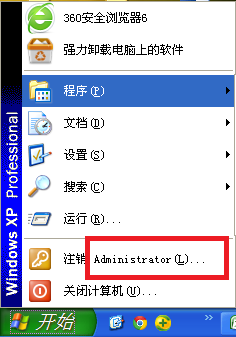 360安全浏览器6
强力卸载电脑上的软件
程序(P)
文档(D)
设置(S)
搜索(C)
运行(R)...
注销 Administrator(L)...
关闭计算机(U)...
Windows XP Professional
开始